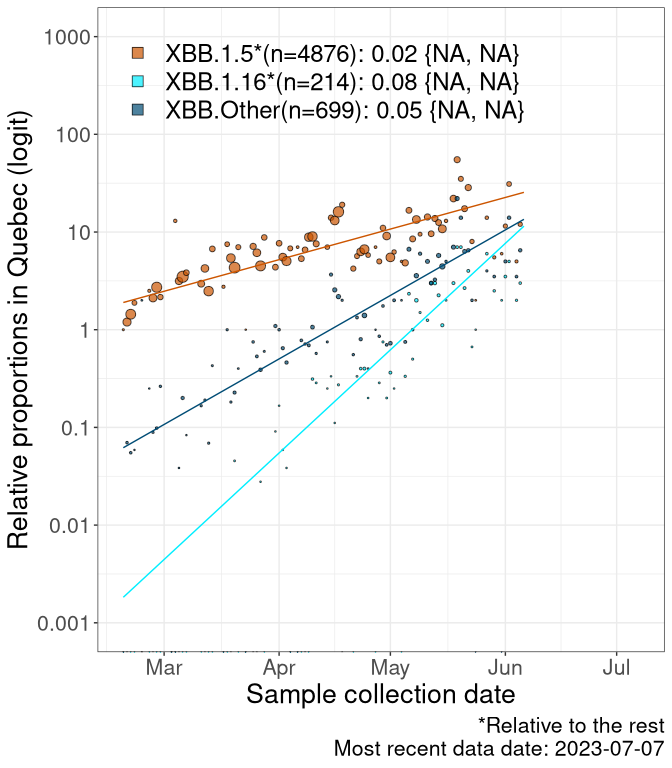 1000
100
10
1
0.1
0.01
0.001
Relative proportions in Quebec (logit)
XBB.1.5*(n=4876): 0.02 {NA, NA}
XBB.1.16*(n=214): 0.08 {NA, NA}
XBB.Other(n=699): 0.05 {NA, NA}
Mar Apr May Jun Jul
Sample collection date
*Relative to the rest
Most recent data date: 2023-07-07